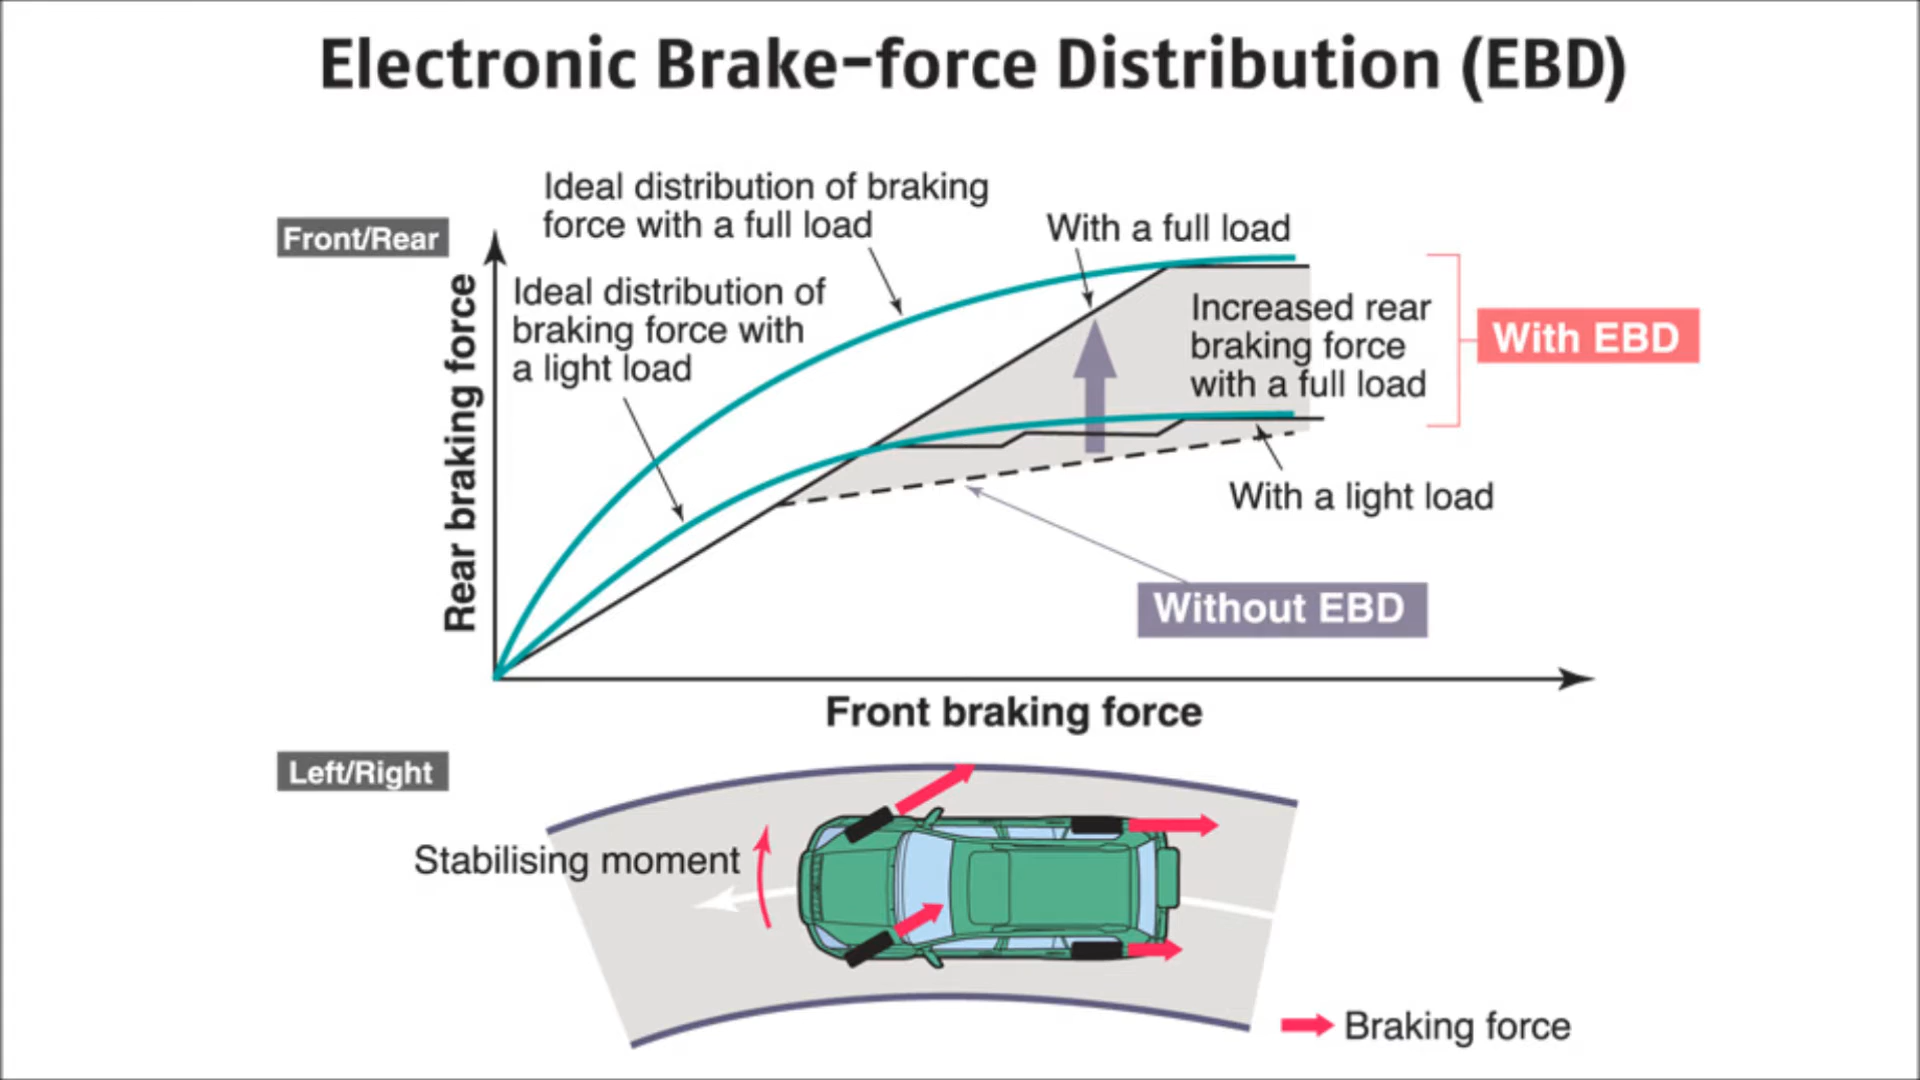 Electronic Brake-force Distribution (EBD)
Front/Rear
Ideal distribution of braking
force with a full load
With a full load
Ideal distribution of
braking force with
a light load
Increased rear
braking force
with a full load
With EBD
With a light load
Without EBD
Rear braking force
Front braking force
Left/Right
Stabilising moment
Braking force